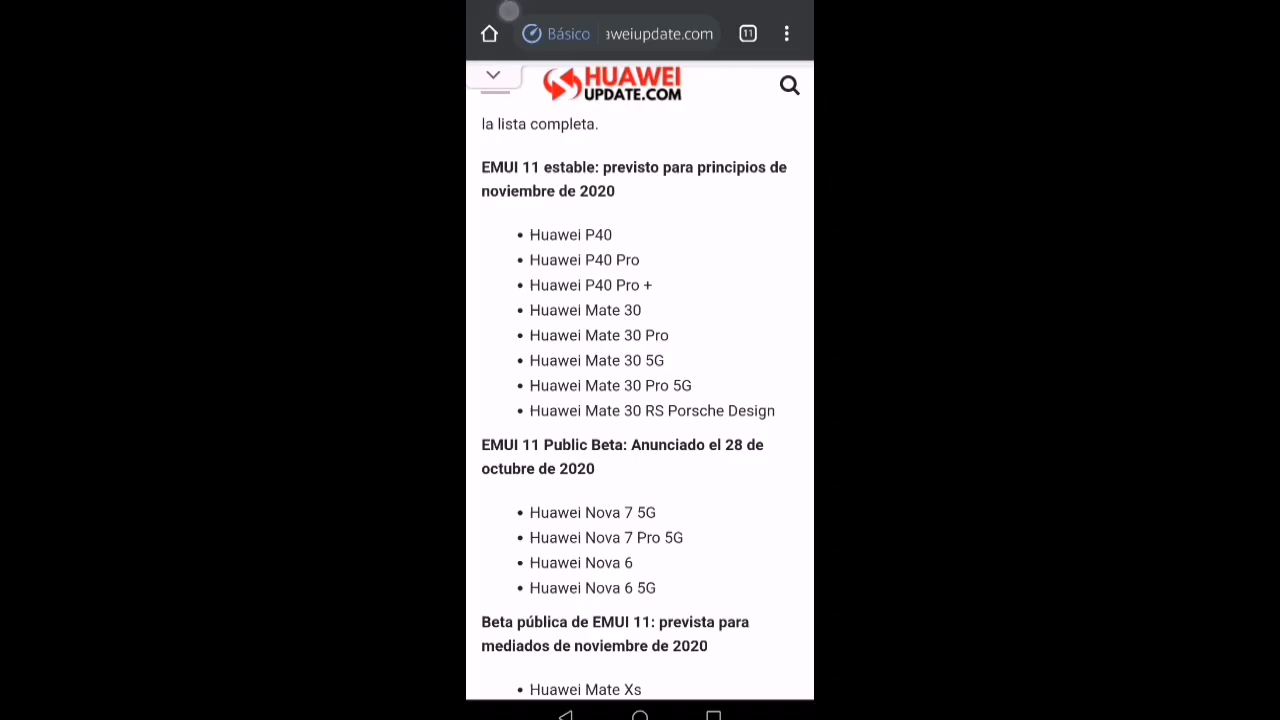 Básico aweiupdate.com 11
HUAWEI
UPDATE.COM
la lista completa.
EMUI 11 estable: previsto para principios de
noviembre de 2020
• Huawei P40
• Huawei P40 Pro
• Huawei P40 Pro +
• Huawei Mate 30
• Huawei Mate 30 Pro
• Huawei Mate 30 5G
• Huawei Mate 30 Pro 5G
• Huawei Mate 30 RS Porsche Design
EMUI 11 Public Beta: Anunciado el 28 de
octubre de 2020
• Huawei Nova 7 5G
• Huawei Nova 7 Pro 5G
• Huawei Nova 6
• Huawei Nova 6 5G
Beta pública de EMUI 11: prevista para
mediados de noviembre de 2020
• Huawei Mate Xs